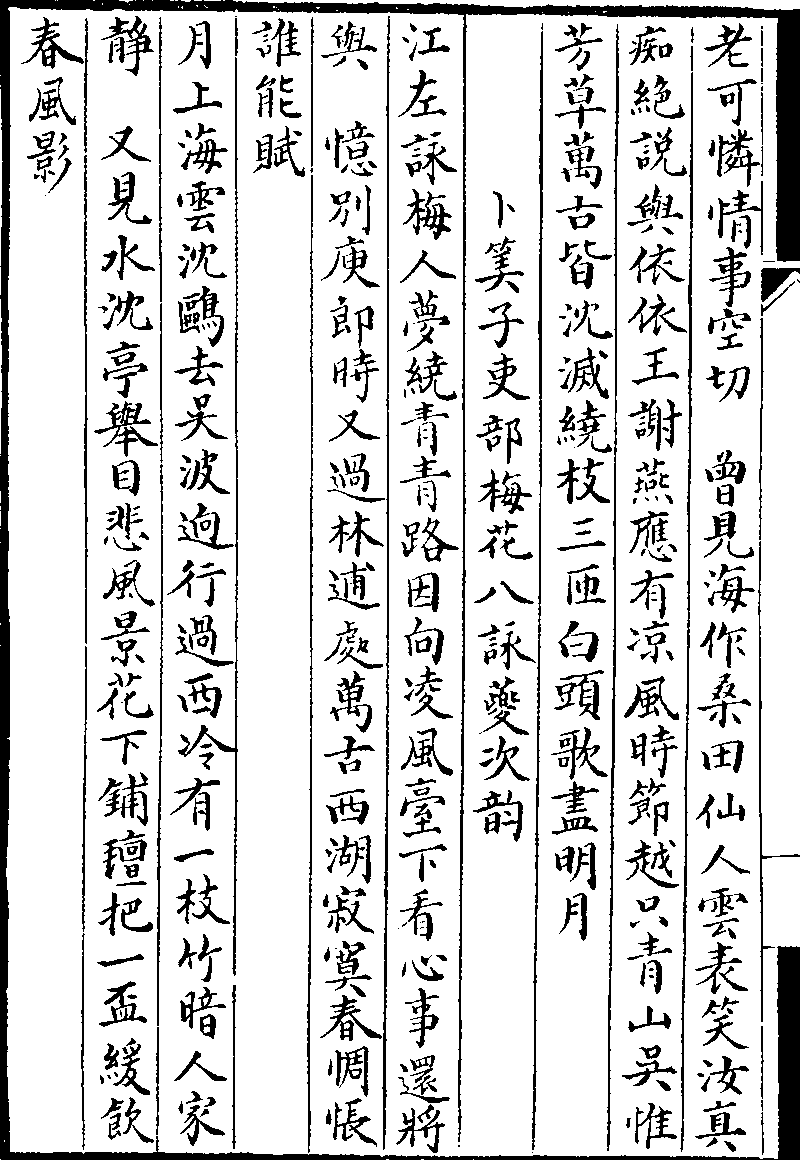 老可憐情事空切　曾見海作桑田仙人雲表笑汝真
痴絶説與依依王謝燕應有凉風時節越只青山吳惟
芳草萬古皆沈滅繞枝三匝白頭歌盡明月
卜筭子吏部梅花八詠夔次韵
江左詠梅人夢繞青青路因向凌風臺下看心事還將
與　憶别庾郎時又過林逋處萬古西湖寂寞春惆悵
誰能賦
月上海雲沈鷗去吳波迥行過西泠有一枝竹暗人家
静　又見水沈亭舉目悲風景花下鋪氊把一盃緩飲
春風影